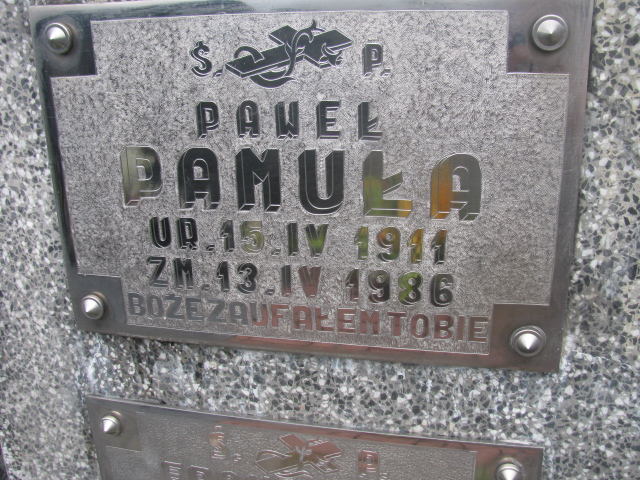 Ś. P.
PAWEŁ
PAMUŁA
UR. 15. IV 1911
ZM. 13. IV 1986
BOŻE ZAUFAŁEM TOBIE